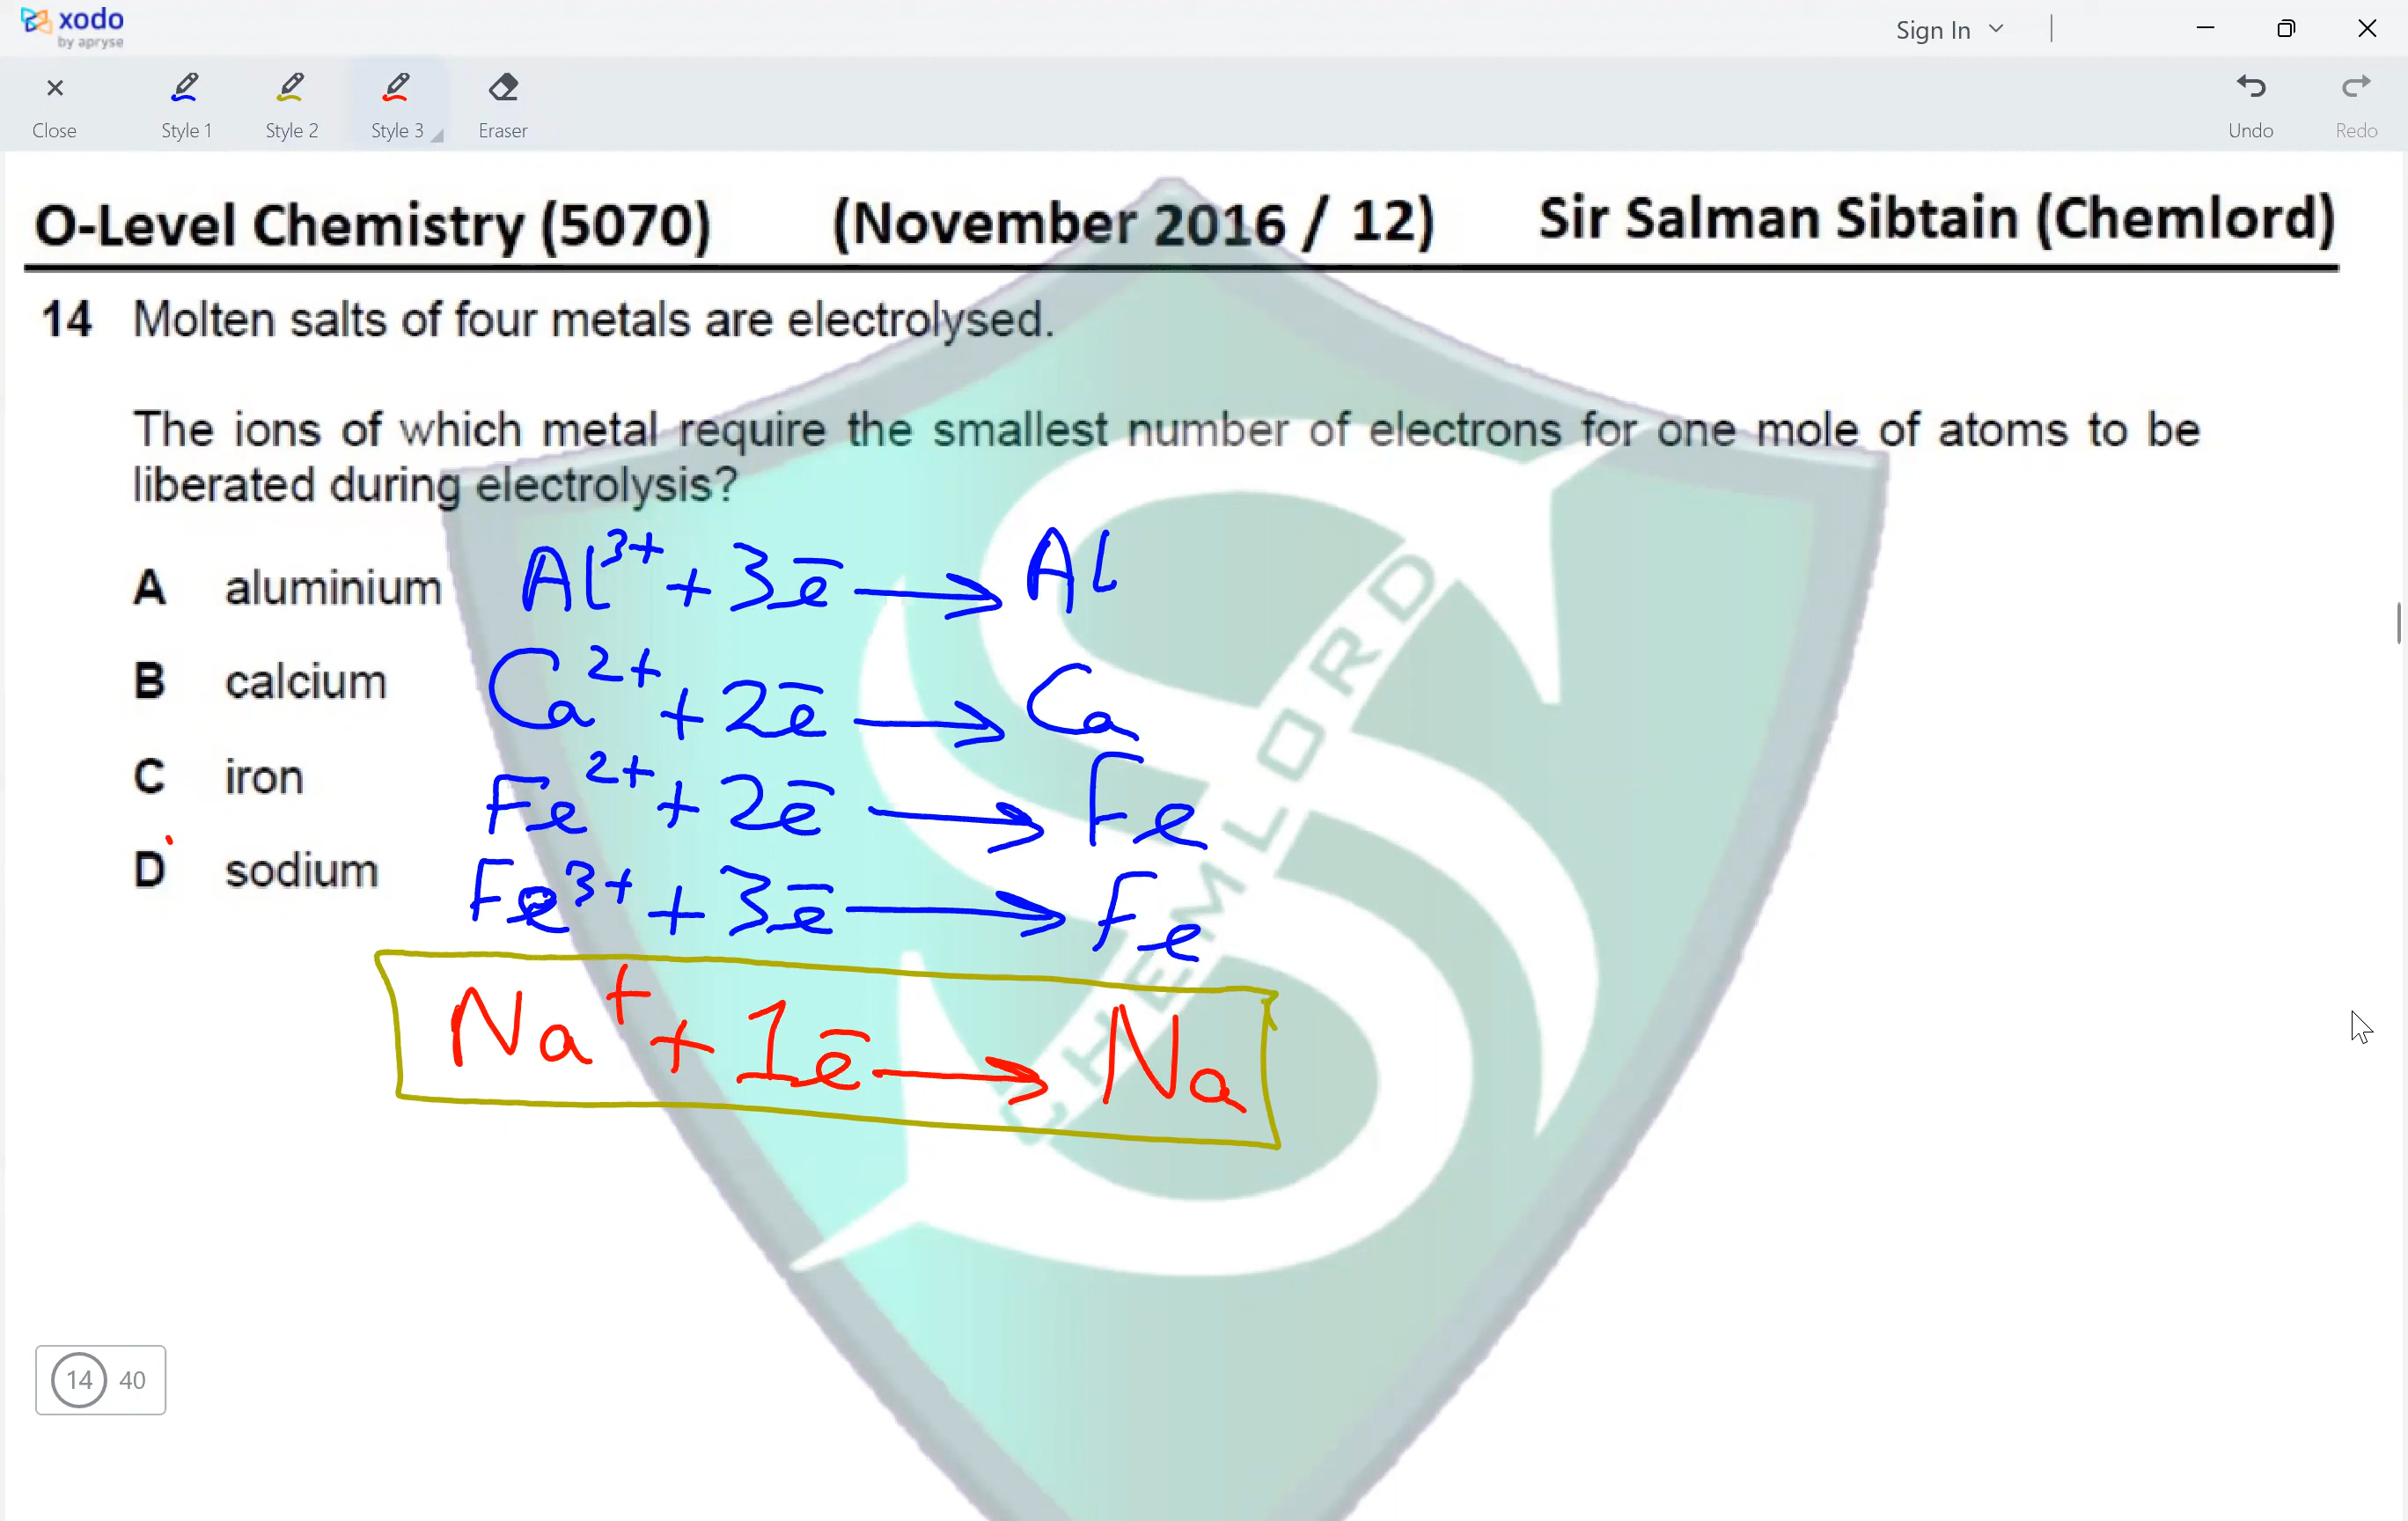 xodo
by apryse
Sign In
Close
Style 1
Style 2
Style 3
Eraser
Undo
Redo
O-Level Chemistry (5070) (November 2016 / 12) Sir Salman Sibtain (Chemlord)
14 Molten salts of four metals are electrolysed.
The ions of which metal require the smallest number of electrons for one mole of atoms to be
liberated during electrolysis?
A aluminium
B calcium
C iron
D sodium
Al³⁺ + 3e̅ → Al
Ca²⁺ + 2e̅ → Ca
Fe²⁺ + 2e̅ → Fe
Fe³⁺ + 3e̅ → Fe
Na⁺ + 1e̅ → Na
CHEMLORD
14 40